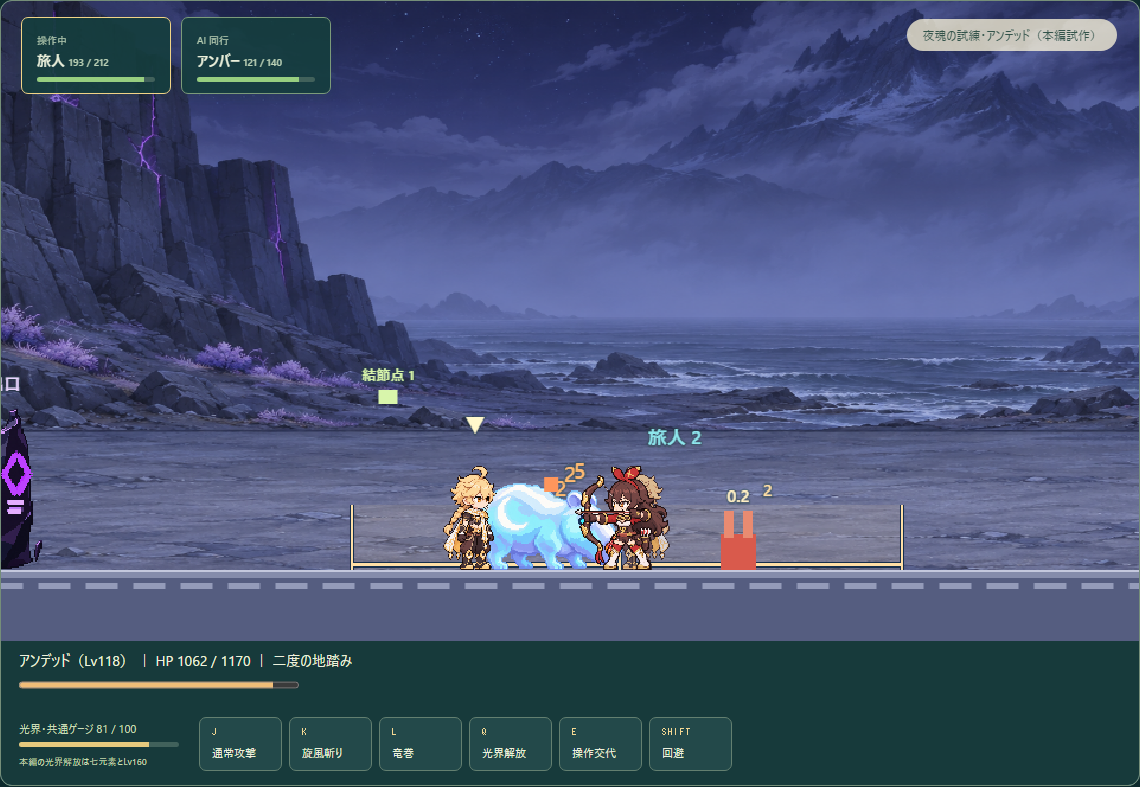 操作中
旅人 193 / 212
AI 同行
アンバー 121 / 140
夜魂の試練・アンデッド（本編試作）
結節点 1
口
旅人 2
25
2
0.2
2
アンデッド（Lv118） | HP 1062 / 1170 | 二度の地踏み
光界・共通ゲージ 81 / 100
本編の光界解放は七元素とLv160
J
通常攻撃
K
旋風斬り
L
竜巻
Q
光界解放
E
操作交代
SHIFT
回避